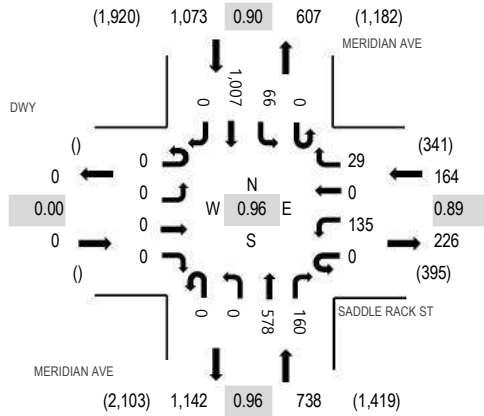 (1,920) 1,073 0.90 607 (1,182)
MERIDIAN AVE
0 1,007 66 0
DWY
() (341)
0 0 29 164
0 N 0
0.00 W 0.96 E 0.89
0 0 S 135 226
() 0 0 (395)
0 0 578 160
SADDLE RACK ST
MERIDIAN AVE
(2,103) 1,142 0.96 738 (1,419)